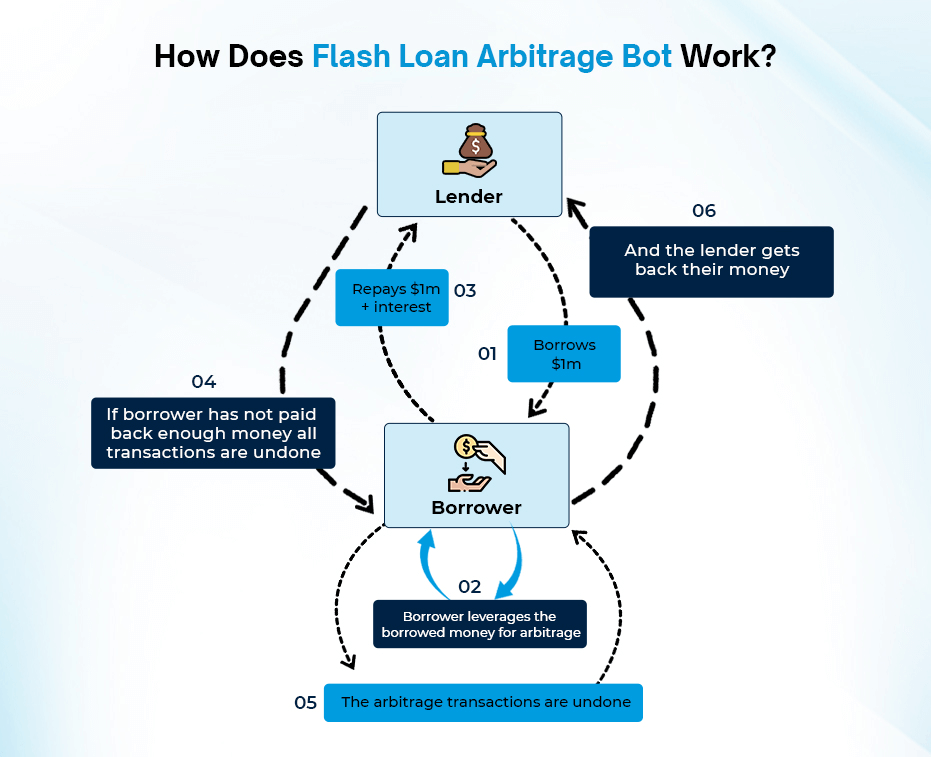 How Does Flash Loan Arbitrage Bot Work?
$
Lender
06
And the lender gets
back their money
Repays $1m
+ interest
03
01
Borrows
$1m
04
If borrower has not paid
back enough money all
transactions are undone
$
Borrower
02
Borrower leverages the
borrowed money for arbitrage
05
The arbitrage transactions are undone